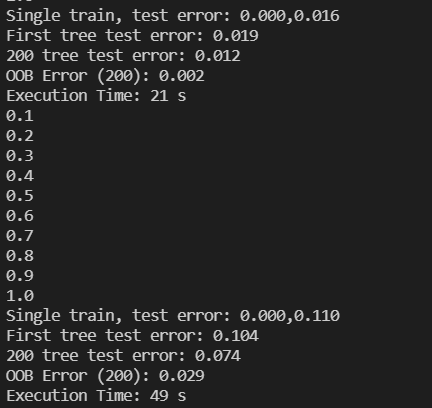 Single train, test error: 0.000,0.016
First tree test error: 0.019
200 tree test error: 0.012
OOB Error (200): 0.002
Execution Time: 21 s
0.1
0.2
0.3
0.4
0.5
0.6
0.7
0.8
0.9
1.0
Single train, test error: 0.000,0.110
First tree test error: 0.104
200 tree test error: 0.074
OOB Error (200): 0.029
Execution Time: 49 s